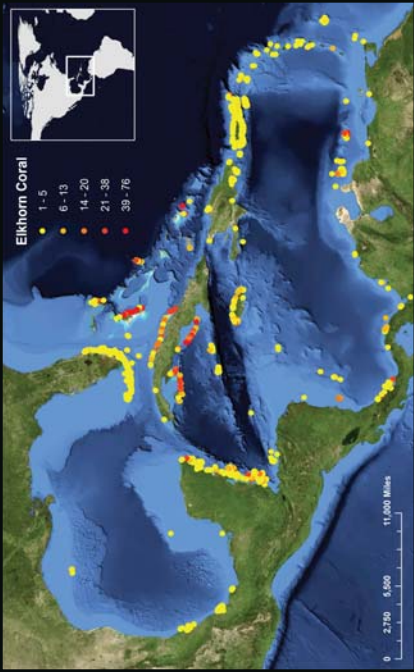 Elkhorn Coral
1 - 5
6 - 13
14 - 20
21 - 38
39 - 76
0 2,750 5,500 11,000 Miles